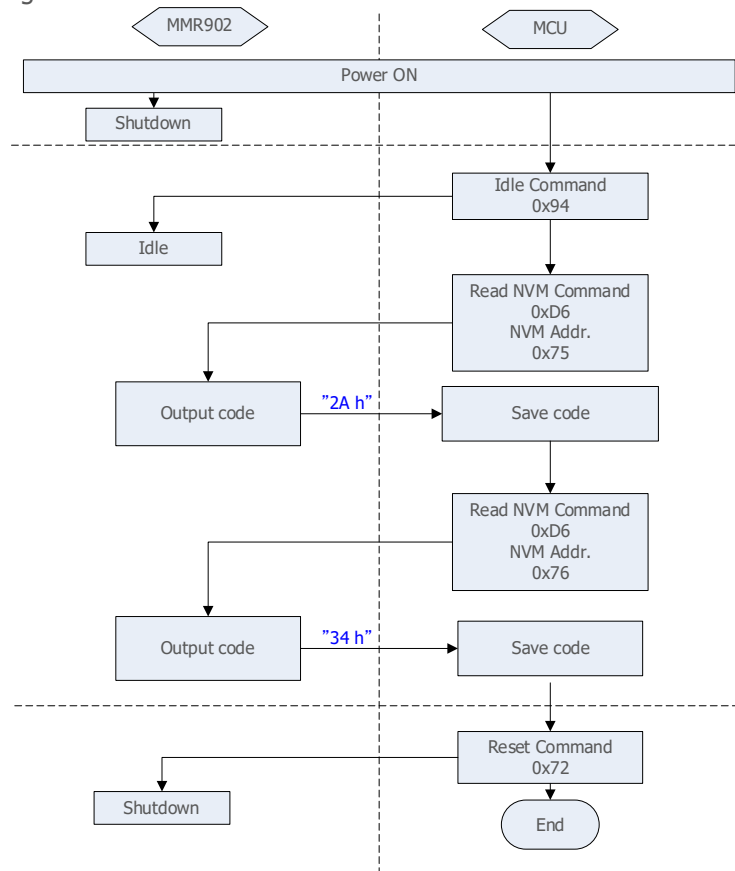 MMR902
MCU
Power ON
Shutdown
Idle Command
0x94
Idle
Read NVM Command
0xD6
NVM Addr.
0x75
Output code
”2A h”
Save code
Read NVM Command
0xD6
NVM Addr.
0x76
Output code
”34 h”
Save code
Reset Command
0x72
Shutdown
End